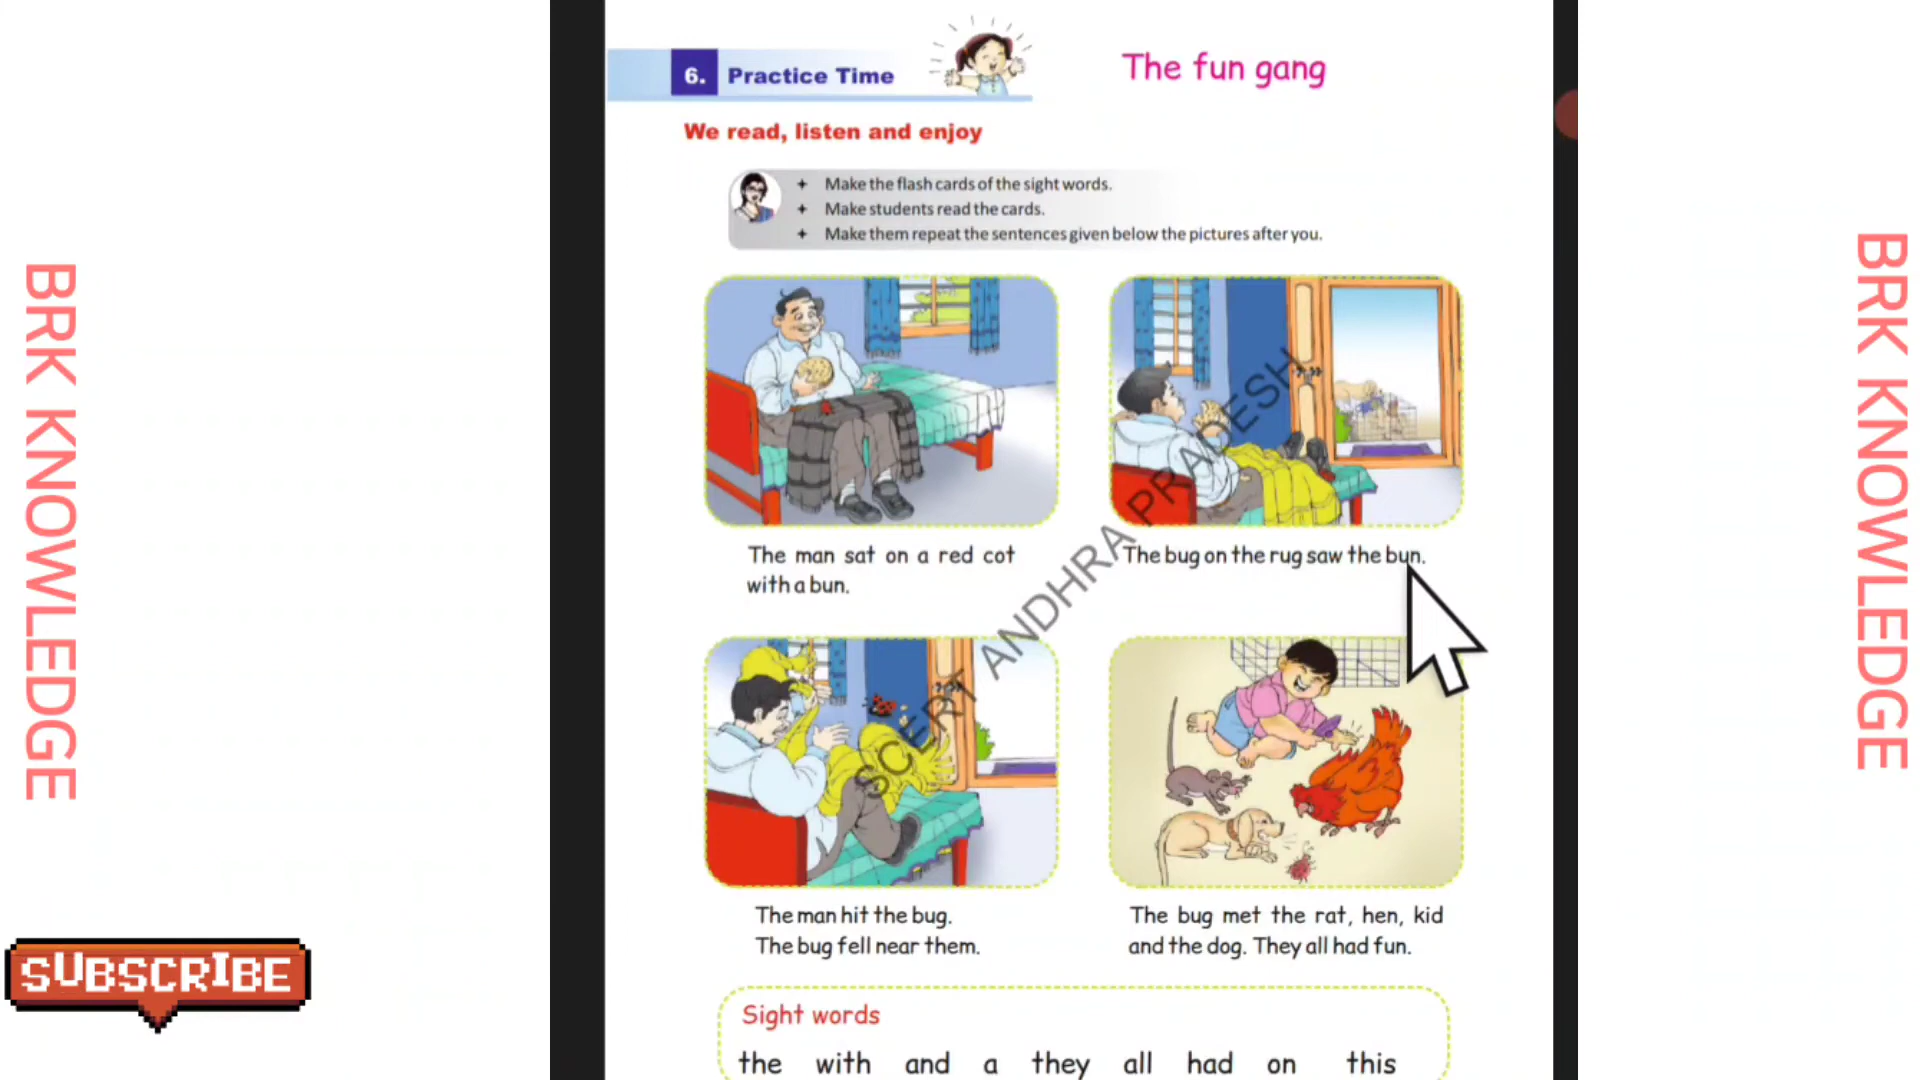 6. Practice Time
The fun gang
We read, listen and enjoy
+ Make the flash cards of the sight words.
+ Make students read the cards.
+ Make them repeat the sentences given below the pictures after you.
The man sat on a red cot
with a bun.
The bug on the rug saw the bun.
The man hit the bug.
The bug fell near them.
The bug met the rat, hen, kid
and the dog. They all had fun.
Sight words
the with and a they all had on this
SCERT ANDHRA PRADESH
BRK KNOWLEDGE
BRK KNOWLEDGE
SUBSCRIBE